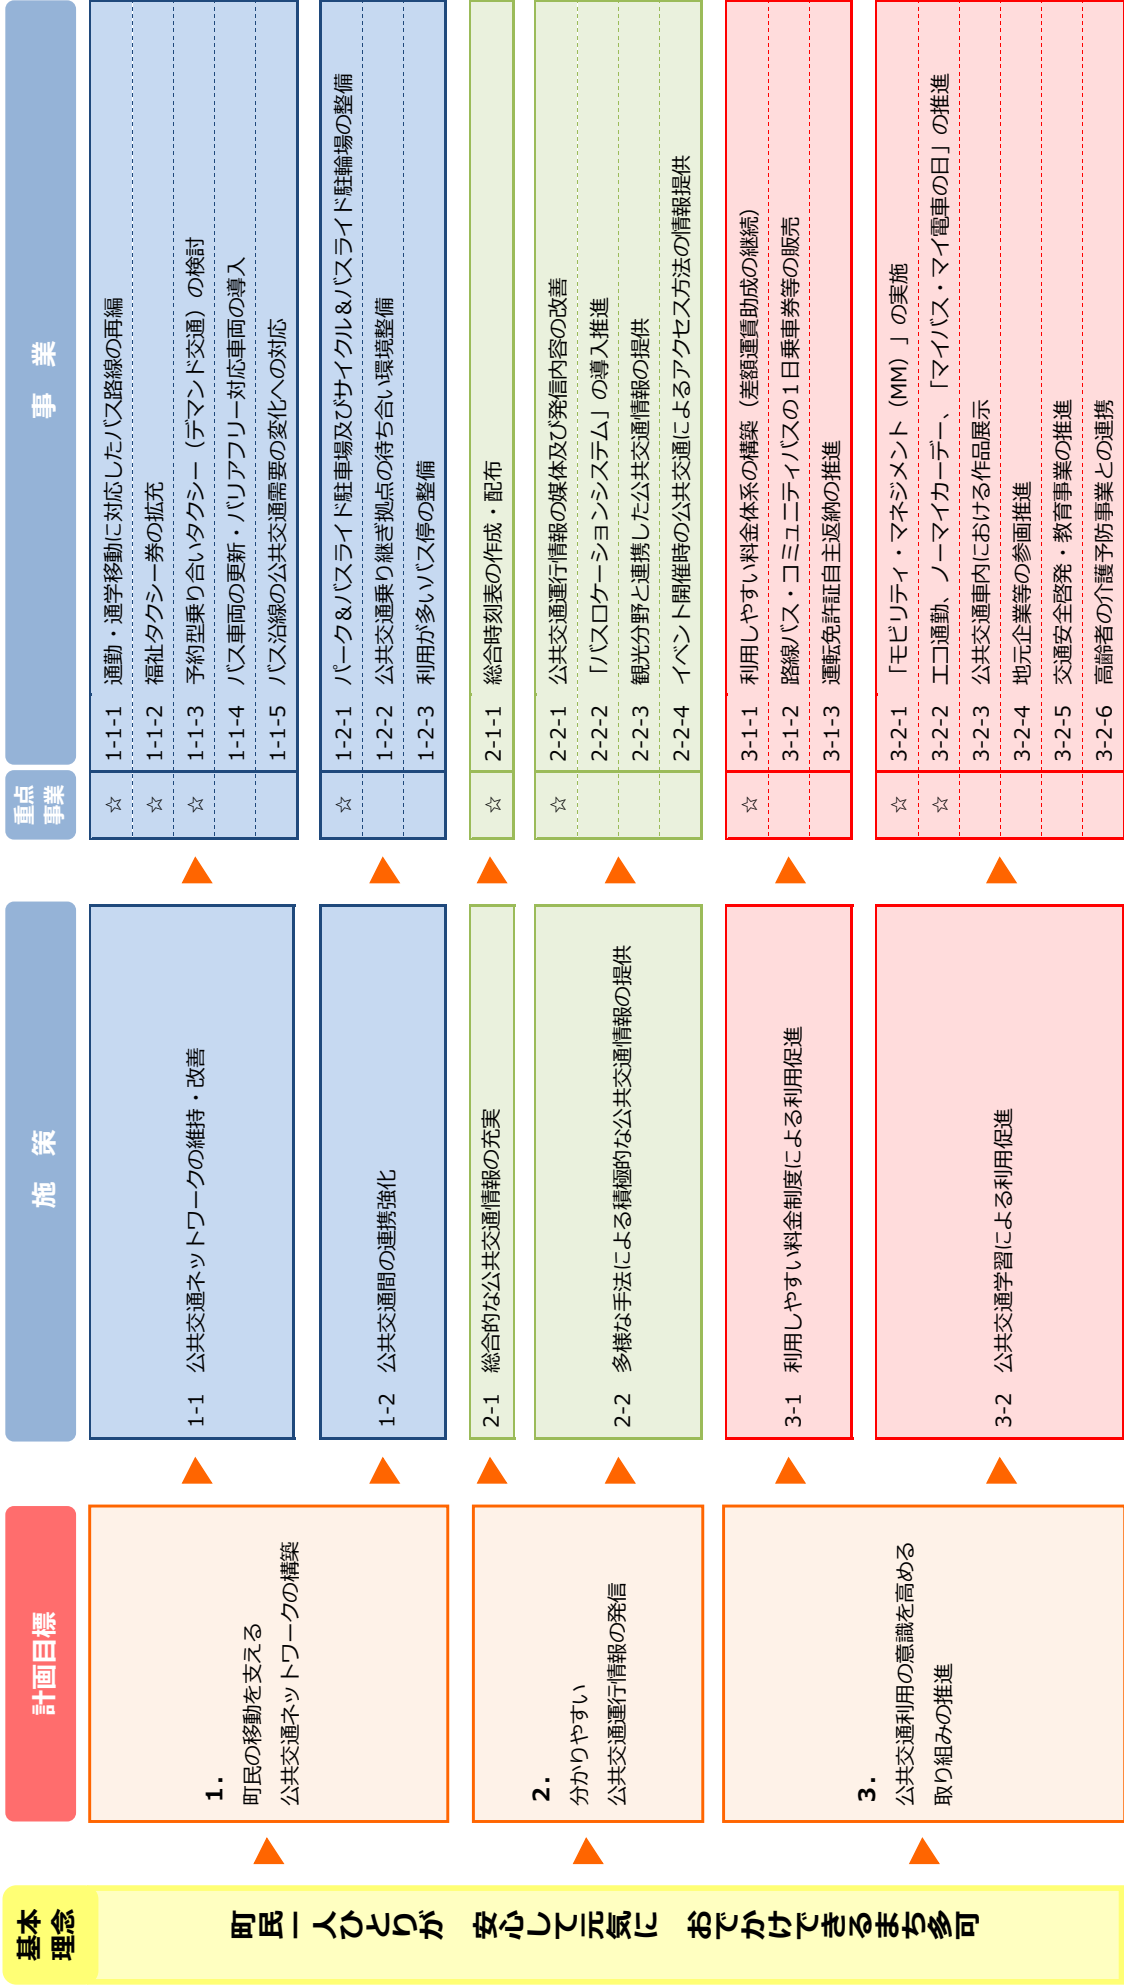 基本
理念
町民一人ひとりが　安心して元気に　おでかけできるまち多可
計画目標
1.
町民の移動を支える
公共交通ネットワークの構築
2.
分かりやすい
公共交通運行情報の発信
3.
公共交通利用の意識を高める
取り組みの推進
施　策
1-1　公共交通ネットワークの維持・改善
1-2　公共交通間の連携強化
2-1　総合的な公共交通情報の充実
2-2　多様な手法による積極的な公共交通情報の提供
3-1　利用しやすい料金制度による利用促進
3-2　公共交通学習による利用促進
重点
事業
事　業
☆ 1-1-1 通勤・通学移動に対応したバス路線の再編
☆ 1-1-2 福祉タクシー券の拡充
☆ 1-1-3 予約型乗り合いタクシー（デマンド交通）の検討
1-1-4 バス車両の更新・バリアフリー対応車両の導入
1-1-5 バス沿線の公共交通需要の変化への対応
☆ 1-2-1 パーク&バスライド駐車場及びサイクル&バスライド駐輪場の整備
1-2-2 公共交通乗り継ぎ拠点の待ち合い環境整備
1-2-3 利用が多いバス停の整備
☆ 2-1-1 総合時刻表の作成・配布
☆ 2-2-1 公共交通運行情報の媒体及び発信内容の改善
2-2-2 「バスロケーションシステム」の導入推進
2-2-3 観光分野と連携した公共交通情報の提供
2-2-4 イベント開催時の公共交通によるアクセス方法の情報提供
☆ 3-1-1 利用しやすい料金体系の構築（差額運賃助成の継続）
3-1-2 路線バス・コミュニティバスの１日乗車券等の販売
3-1-3 運転免許証自主返納の推進
☆ 3-2-1 「モビリティ・マネジメント（MM）」の実施
☆ 3-2-2 エコ通勤、ノーマイカーデー、「マイバス・マイ電車の日」の推進
3-2-3 公共交通車内における作品展示
3-2-4 地元企業等の参画推進
3-2-5 交通安全啓発・教育事業の推進
3-2-6 高齢者の介護予防事業との連携